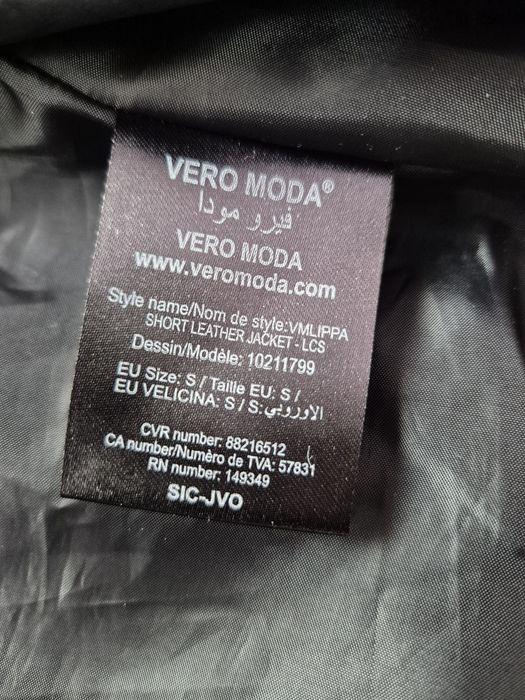 VERO MODA®
فيرو مودا
VERO MODA
www.veromoda.com
Style name/Nom de style:VMLIPPA
SHORT LEATHER JACKET - LCS
Dessin/Modèle: 10211799
EU Size: S / Taille EU: S /
EU VELICINA: S / S:الاوروبي
CVR number: 88216512
CA number/Numèro de TVA: 57831
RN number: 149349
SIC-JVO